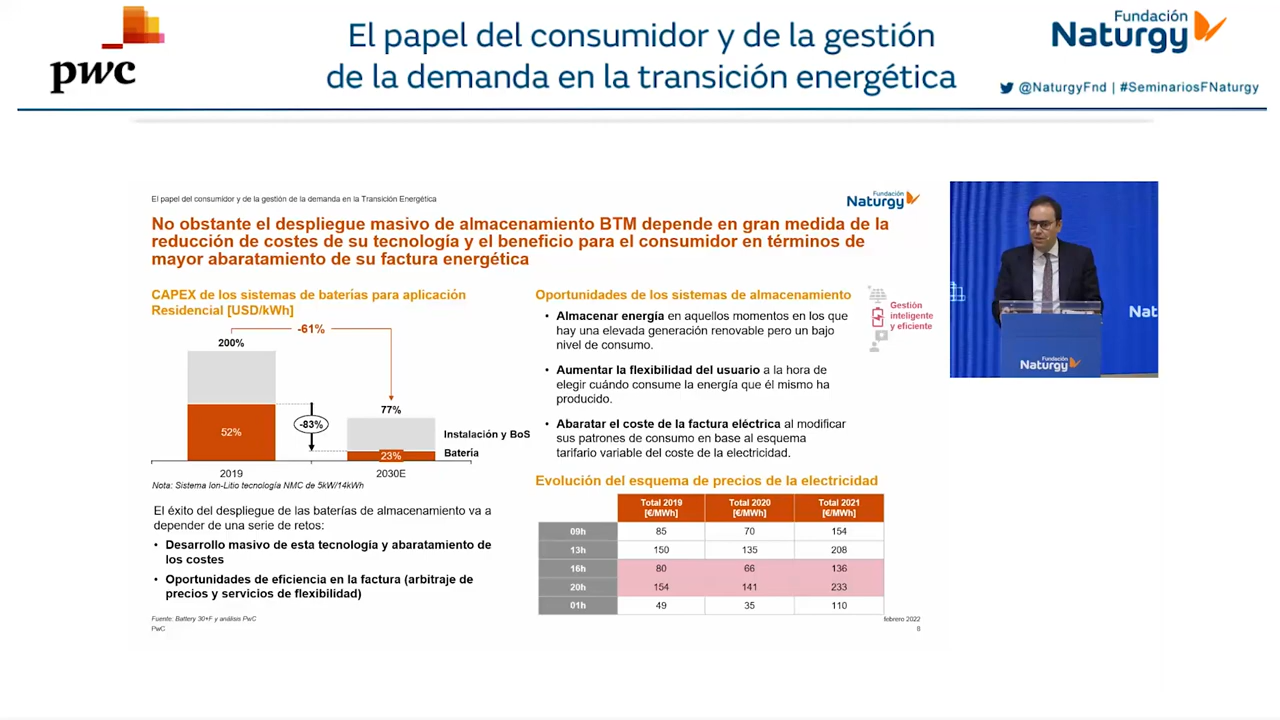 pwc
El papel del consumidor y de la gestión
de la demanda en la transición energética
Fundación
Naturgy
@NaturgyFnd | #SeminariosFNaturgy
El papel del consumidor y de la gestión de la demanda en la Transición Energética
Fundación
Naturgy
No obstante el despliegue masivo de almacenamiento BTM depende en gran medida de la
reducción de costes de su tecnología y el beneficio para el consumidor en términos de
mayor abaratamiento de su factura energética
CAPEX de los sistemas de baterías para aplicación
Residencial [USD/kWh]
-61%
200%
77%
-83%
52%
23%
Instalación y BoS
Batería
2019
2030E
Nota: Sistema Ion-Litio tecnología NMC de 5kW/14kWh
El éxito del despliegue de las baterías de almacenamiento va a
depender de una serie de retos:
• Desarrollo masivo de esta tecnología y abaratamiento de
los costes
• Oportunidades de eficiencia en la factura (arbitraje de
precios y servicios de flexibilidad)
Oportunidades de los sistemas de almacenamiento
Gestión
inteligente
y eficiente
• Almacenar energía en aquellos momentos en los que
hay una elevada generación renovable pero un bajo
nivel de consumo.
• Aumentar la flexibilidad del usuario a la hora de
elegir cuándo consume la energía que él mismo ha
producido.
• Abaratar el coste de la factura eléctrica al modificar
sus patrones de consumo en base al esquema
tarifario variable del coste de la electricidad.
Evolución del esquema de precios de la electricidad
Total 2019 Total 2020 Total 2021
[€/MWh] [€/MWh] [€/MWh]
09h 85 70 154
13h 150 135 208
16h 80 66 136
20h 154 141 233
01h 49 35 110
Fuente: Battery 30+F y análisis PwC
PwC
febrero 2022
8
Nat
Fundación
Naturgy